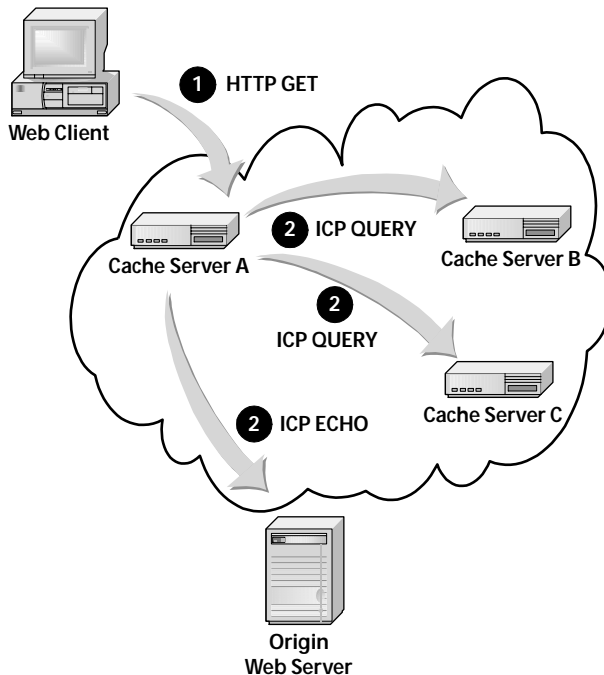 1 HTTP GET
Web Client
2 ICP QUERY
Cache Server A
Cache Server B
2
ICP QUERY
Cache Server C
2 ICP ECHO
Origin
Web Server